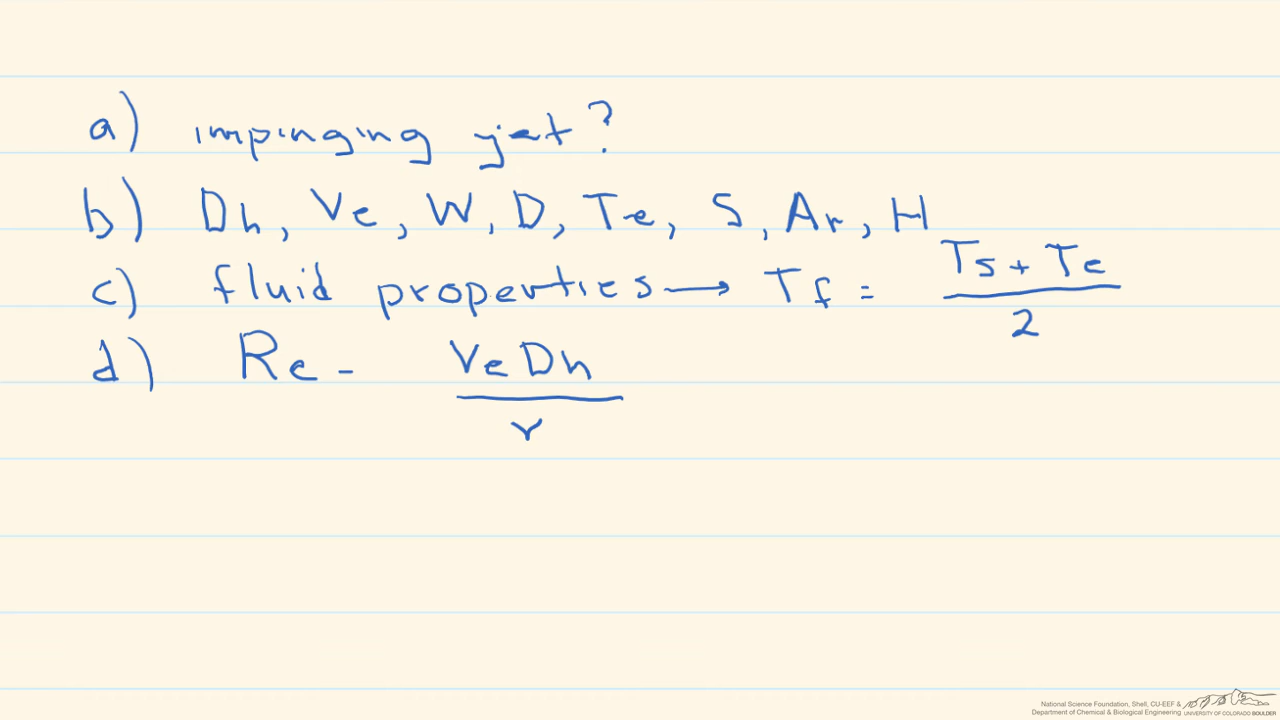 a) impinging jet?
b) Dh, Ve, W, D, Te, S, Ar, H
c) fluid properties → Tf = (Ts + Te)/2
d) Re - VeDh/ν
National Science Foundation, Shell, CU-EEF &
Department of Chemical & Biological Engineering UNIVERSITY OF COLORADO BOULDER